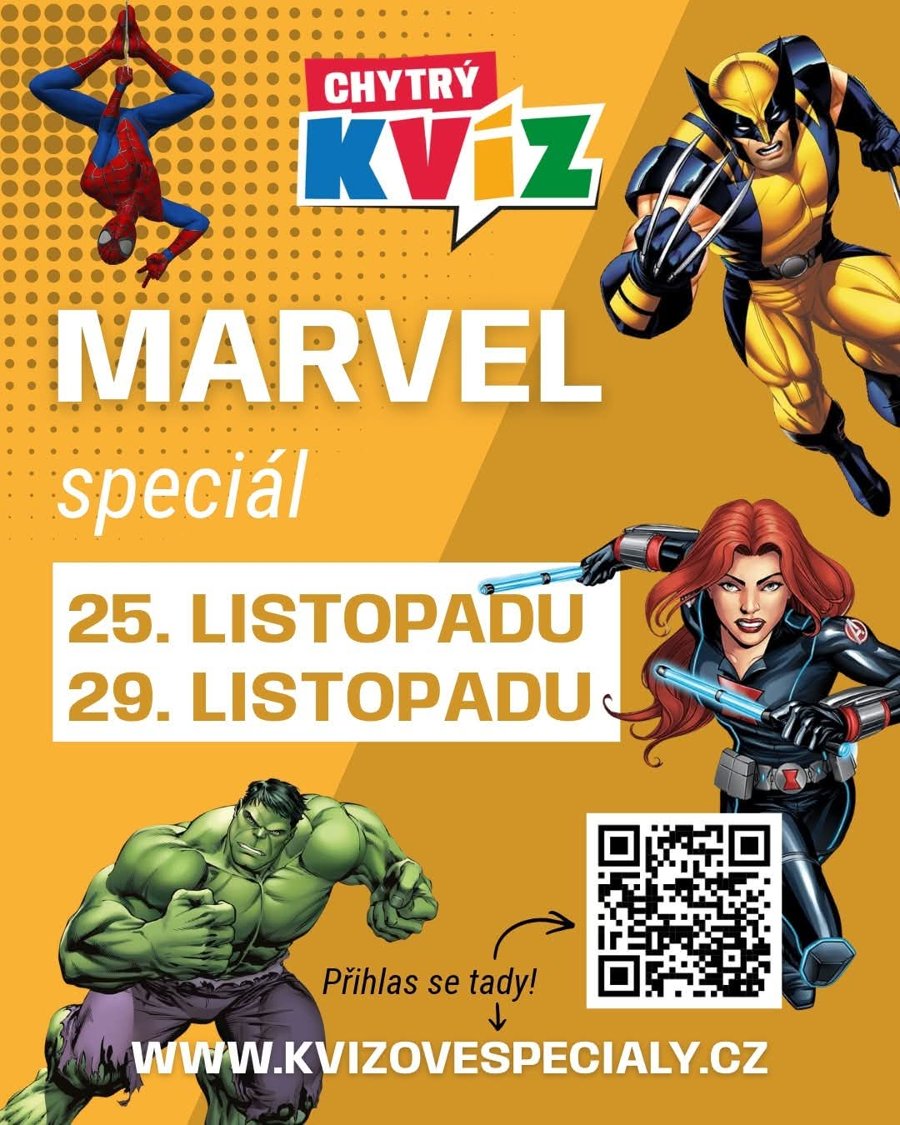 CHYTRÝ
KVÍZ
MARVEL
speciál
25. LISTOPADU
29. LISTOPADU
Přihlas se tady!
WWW.KVIZOVESPECIALY.CZ